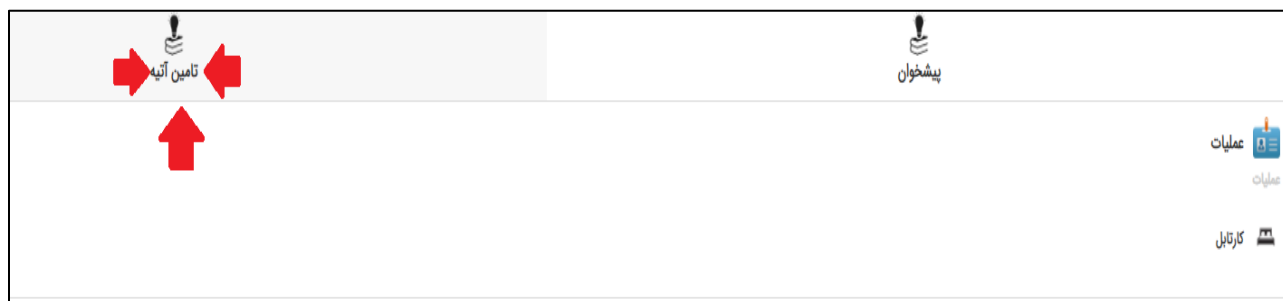 پیشخوان
تامین آتیه
عملیات
عملیات
کارتابل